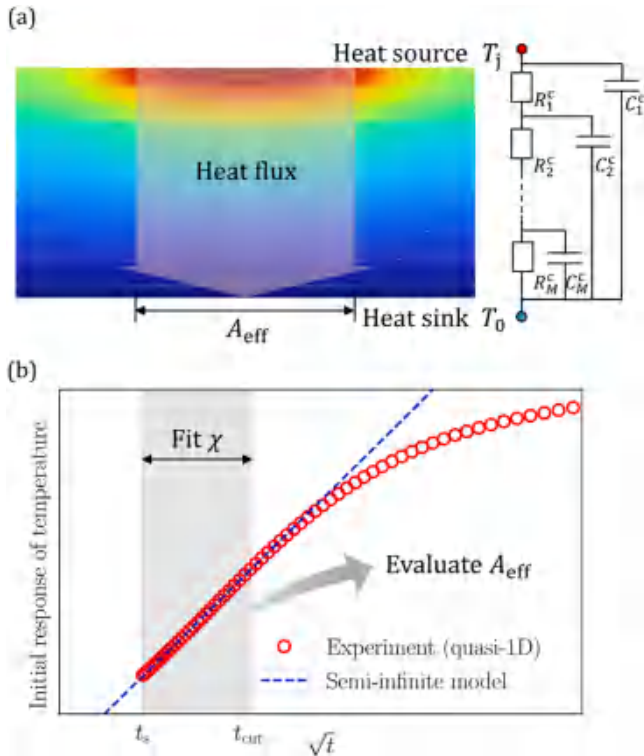 (a)
Heat source T_j
R_1^c
C_1^c
R_2^c
C_2^c
Heat flux
R_M^c
C_M^c
A_eff
Heat sink T_0
(b)
Initial response of temperature
Fit χ
Evaluate A_eff
Experiment (quasi-1D)
Semi-infinite model
t_s
t_cut
√t